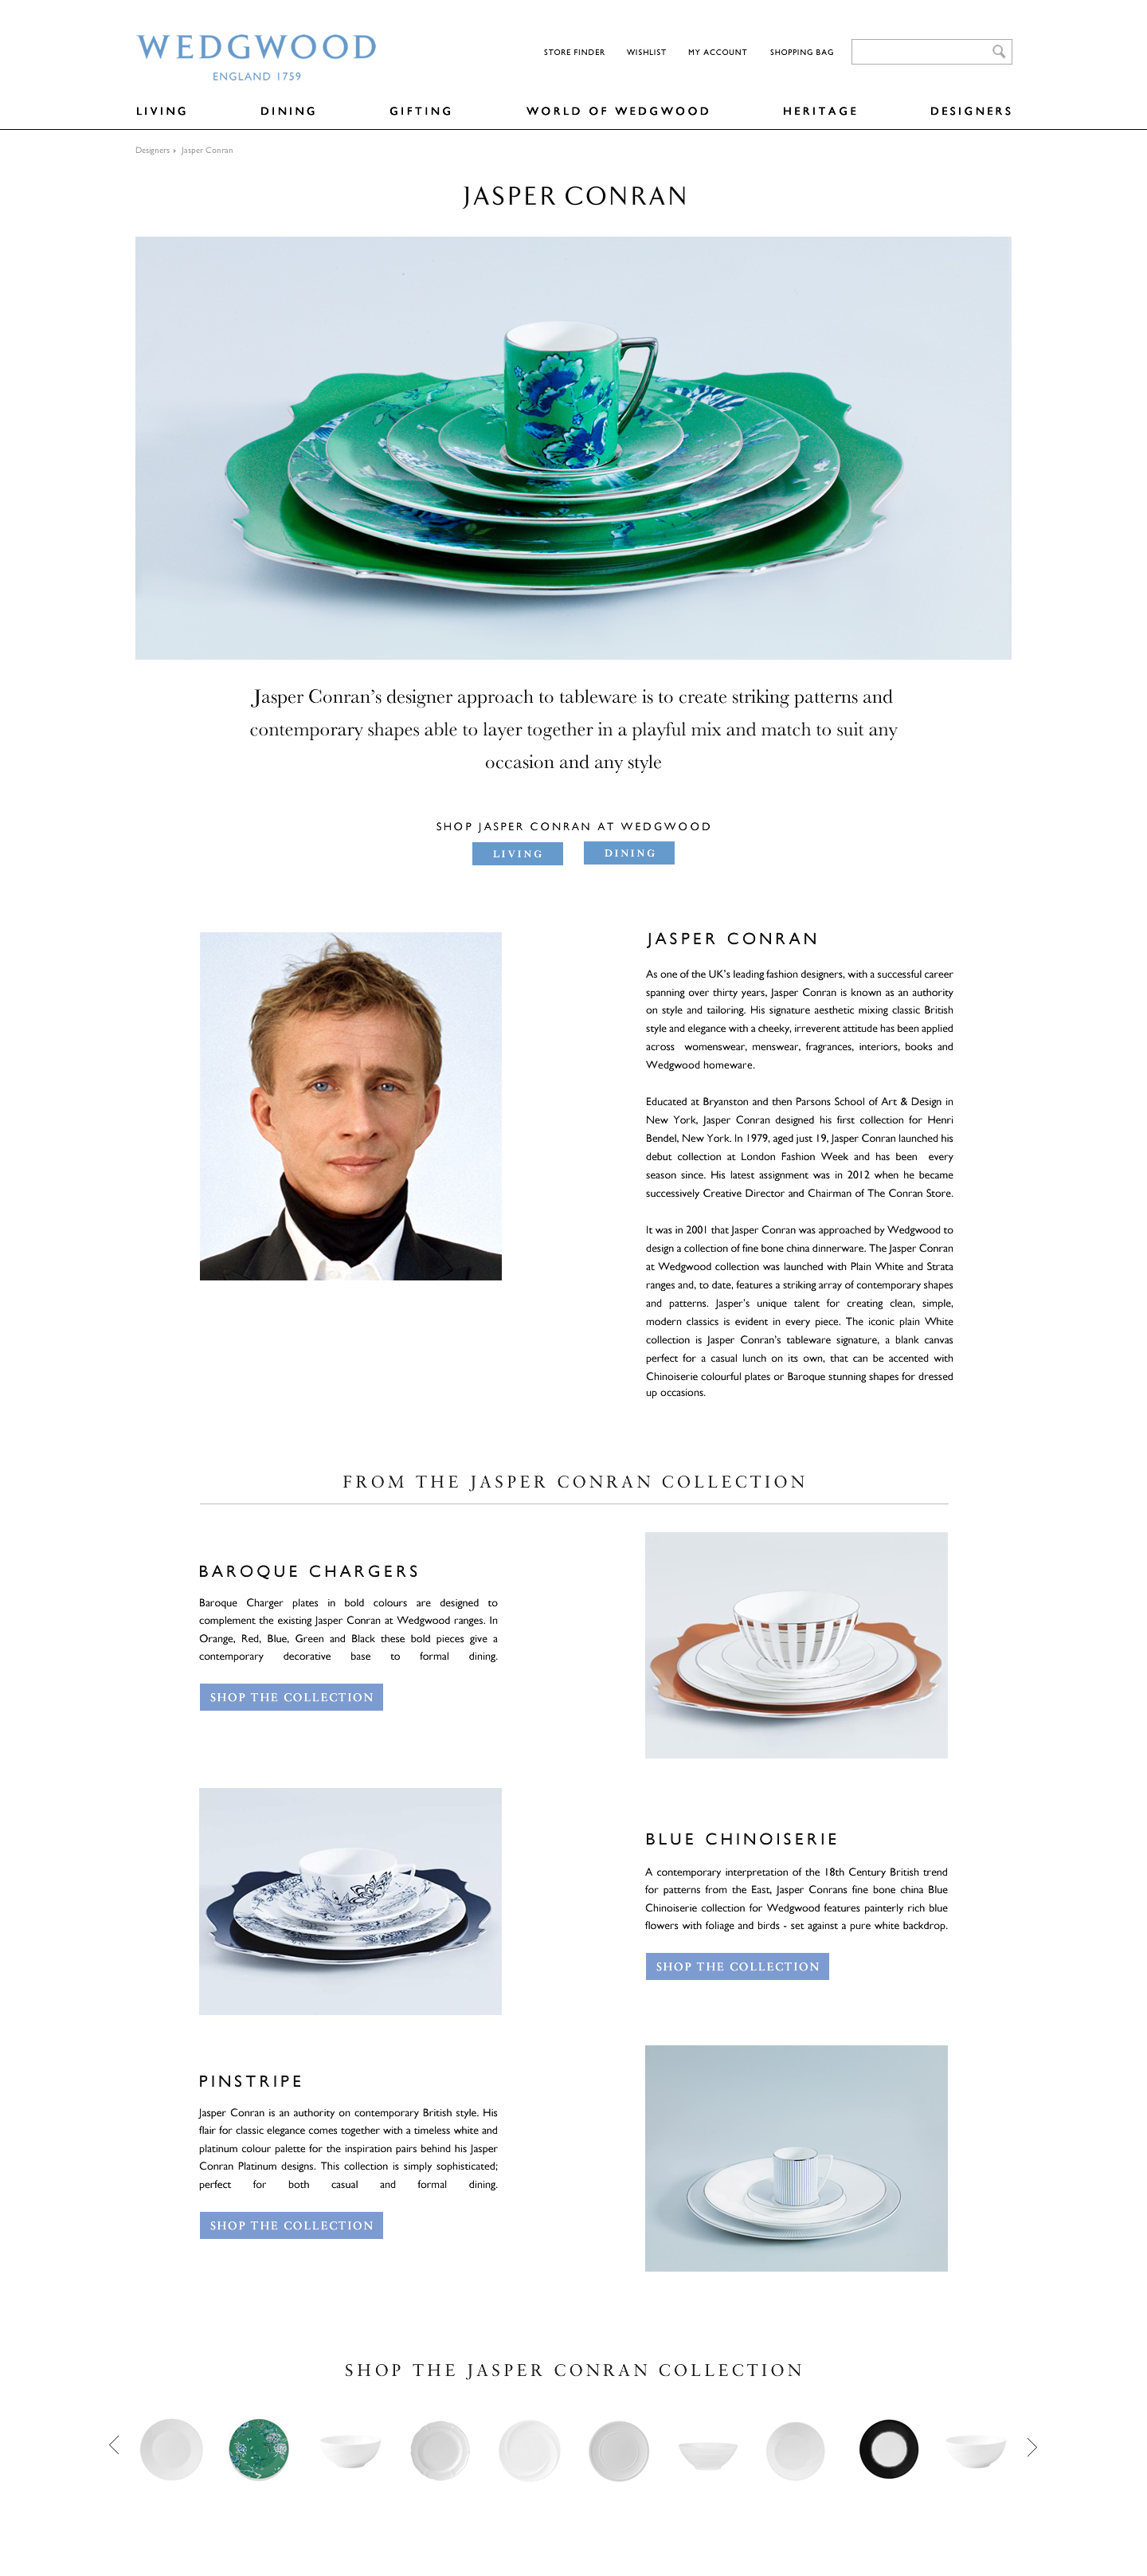 WEDGWOOD
ENGLAND 1759
STORE FINDER WISHLIST MY ACCOUNT SHOPPING BAG
LIVING DINING GIFTING WORLD OF WEDGWOOD HERITAGE DESIGNERS
Designers › Jasper Conran
JASPER CONRAN
Jasper Conran's designer approach to tableware is to create striking patterns and
contemporary shapes able to layer together in a playful mix and match to suit any
occasion and any style
SHOP JASPER CONRAN AT WEDGWOOD
LIVING DINING
JASPER CONRAN
As one of the UK's leading fashion designers, with a successful career
spanning over thirty years, Jasper Conran is known as an authority
on style and tailoring. His signature aesthetic mixing classic British
style and elegance with a cheeky, irreverent attitude has been applied
across womenswear, menswear, fragrances, interiors, books and
Wedgwood homeware.
Educated at Bryanston and then Parsons School of Art & Design in
New York, Jasper Conran designed his first collection for Henri
Bendel, New York. In 1979, aged just 19, Jasper Conran launched his
debut collection at London Fashion Week and has been every
season since. His latest assignment was in 2012 when he became
successively Creative Director and Chairman of The Conran Store.
It was in 2001 that Jasper Conran was approached by Wedgwood to
design a collection of fine bone china dinnerware. The Jasper Conran
at Wedgwood collection was launched with Plain White and Strata
ranges and, to date, features a striking array of contemporary shapes
and patterns. Jasper's unique talent for creating clean, simple,
modern classics is evident in every piece. The iconic plain White
collection is Jasper Conran's tableware signature, a blank canvas
perfect for a casual lunch on its own, that can be accented with
Chinoiserie colourful plates or Baroque stunning shapes for dressed
up occasions.
FROM THE JASPER CONRAN COLLECTION
BAROQUE CHARGERS
Baroque Charger plates in bold colours are designed to
complement the existing Jasper Conran at Wedgwood ranges. In
Orange, Red, Blue, Green and Black these bold pieces give a
contemporary decorative base to formal dining.
SHOP THE COLLECTION
BLUE CHINOISERIE
A contemporary interpretation of the 18th Century British trend
for patterns from the East, Jasper Conrans fine bone china Blue
Chinoiserie collection for Wedgwood features painterly rich blue
flowers with foliage and birds - set against a pure white backdrop.
SHOP THE COLLECTION
PINSTRIPE
Jasper Conran is an authority on contemporary British style. His
flair for classic elegance comes together with a timeless white and
platinum colour palette for the inspiration pairs behind his Jasper
Conran Platinum designs. This collection is simply sophisticated;
perfect for both casual and formal dining.
SHOP THE COLLECTION
SHOP THE JASPER CONRAN COLLECTION